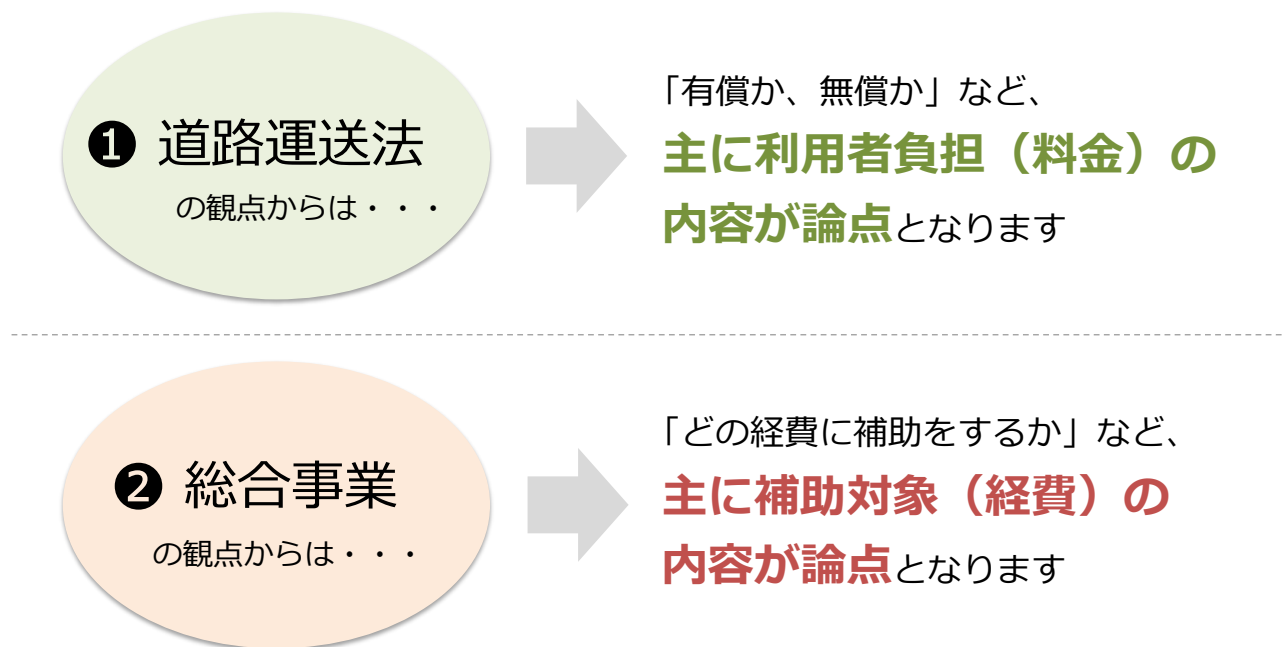 ❶ 道路運送法
の観点からは・・・
「有償か、無償か」など、
主に利用者負担（料金）の
内容が論点となります
❷ 総合事業
の観点からは・・・
「どの経費に補助をするか」など、
主に補助対象（経費）の
内容が論点となります